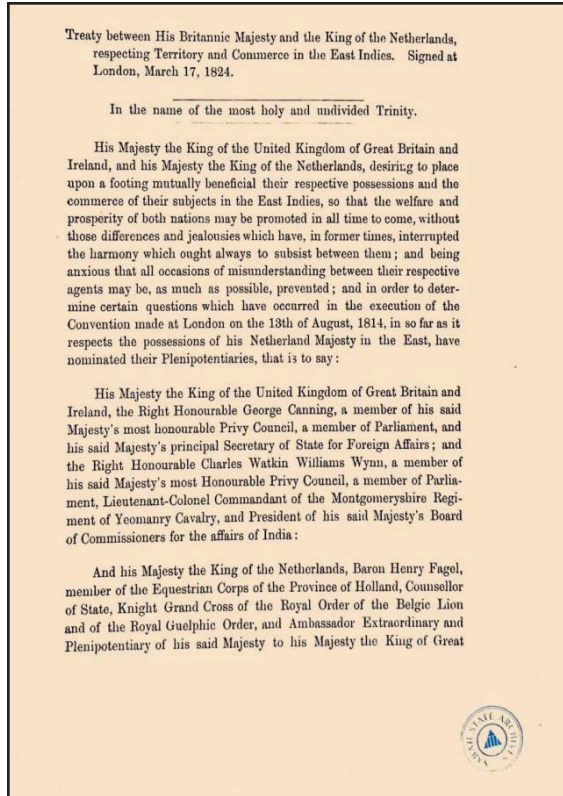 Treaty between His Britannic Majesty and the King of the Netherlands,
respecting Territory and Commerce in the East Indies. Signed at
London, March 17, 1824.
In the name of the most holy and undivided Trinity.
His Majesty the King of the United Kingdom of Great Britain and
Ireland, and his Majesty the King of the Netherlands, desiring to place
upon a footing mutually beneficial their respective possessions and the
commerce of their subjects in the East Indies, so that the welfare and
prosperity of both nations may be promoted in all time to come, without
those differences and jealousies which have, in former times, interrupted
the harmony which ought always to subsist between them; and being
anxious that all occasions of misunderstanding between their respective
agents may be, as much as possible, prevented; and in order to deter-
mine certain questions which have occurred in the execution of the
Convention made at London on the 13th of August, 1814, in so far as it
respects the possessions of his Netherland Majesty in the East, have
nominated their Plenipotentiaries, that is to say:
His Majesty the King of the United Kingdom of Great Britain and
Ireland, the Right Honourable George Canning, a member of his said
Majesty's most honourable Privy Council, a member of Parliament, and
his said Majesty's principal Secretary of State for Foreign Affairs; and
the Right Honourable Charles Watkin Williams Wynn, a member of
his said Majesty's most Honourable Privy Council, a member of Parlia-
ment, Lieutenant-Colonel Commandant of the Montgomeryshire Regi-
ment of Yeomanry Cavalry, and President of his said Majesty's Board
of Commissioners for the affairs of India:
And his Majesty the King of the Netherlands, Baron Henry Fagel,
member of the Equestrian Corps of the Province of Holland, Counsellor
of State, Knight Grand Cross of the Royal Order of the Belgic Lion
and of the Royal Guelphic Order, and Ambassador Extraordinary and
Plenipotentiary of his said Majesty to his Majesty the King of Great
SABAH STATE ARCHIVES